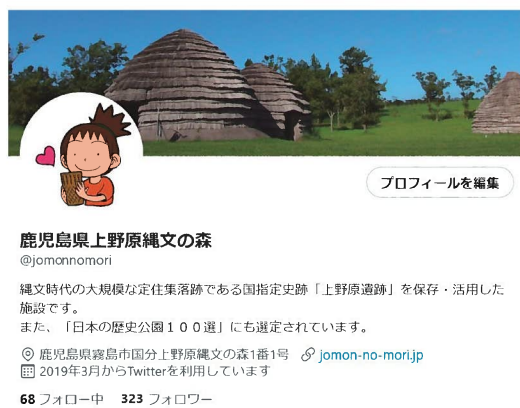 プロフィールを編集
鹿児島県上野原縄文の森
@jomonnomori
縄文時代の大規模な定住集落跡である国指定史跡「上野原遺跡」を保存・活用した
施設です。
また、「日本の歴史公園１００選」にも選定されています。
鹿児島県霧島市国分上野原縄文の森1番1号 jomon-no-mori.jp
2019年3月からTwitterを利用しています
68 フォロー中 323 フォロワー